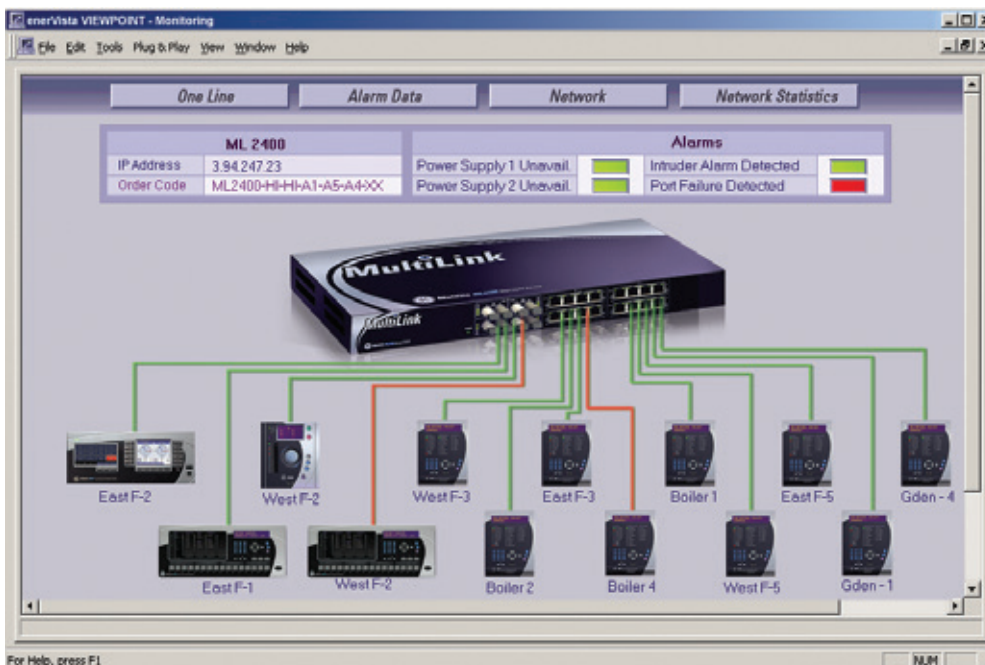 enerVista VIEWPOINT - Monitoring
File Edit Tools Plug & Play View Window Help
One Line
Alarm Data
Network
Network Statistics
ML 2400
IP Address 3.94.247.23
Order Code ML2400-HI-HI-A1-A5-A4-XX
Alarms
Power Supply 1 Unavail. Intruder Alarm Detected
Power Supply 2 Unavail. Port Failure Detected
MultiLink
MultiLink
East F-2
West F-2
West F-3
East F-3
Boiler 1
East F-5
Gden - 4
East F-1
West F-2
Boiler 2
Boiler 4
West F-5
Gden - 1
For Help, press F1
NUM